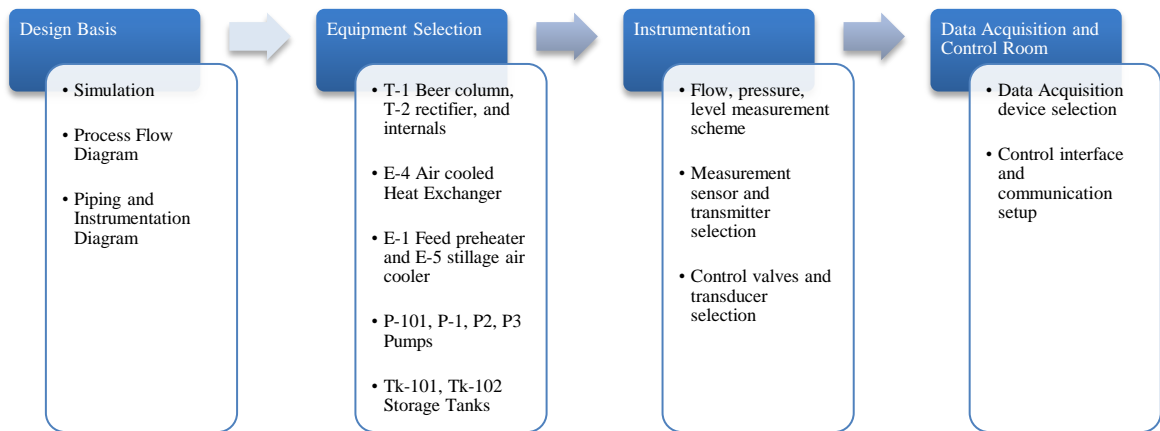 Design Basis
• Simulation
• Process Flow
Diagram
• Piping and
Instrumentation
Diagram
Equipment Selection
• T-1 Beer column,
T-2 rectifier, and
internals
• E-4 Air cooled
Heat Exchanger
• E-1 Feed preheater
and E-5 stillage air
cooler
• P-101, P-1, P2, P3
Pumps
• Tk-101, Tk-102
Storage Tanks
Instrumentation
• Flow, pressure,
level measurement
scheme
• Measurement
sensor and
transmitter
selection
• Control valves and
transducer
selection
Data Acquisition and
Control Room
• Data Acquisition
device selection
• Control interface
and
communication
setup